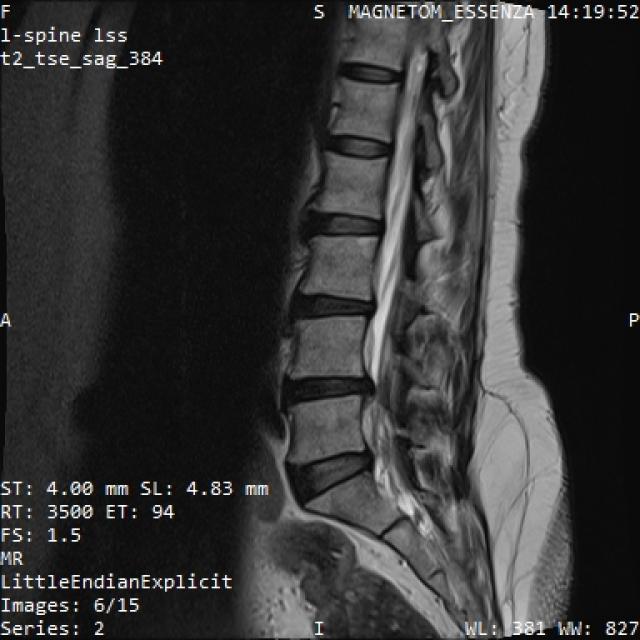 F
S
MAGNETOM_ESSENZA
14:19:52
l-spine lss
t2_tse_sag_384
A
P
ST: 4.00 mm SL: 4.83 mm
RT: 3500 ET: 94
FS: 1.5
MR
LittleEndianExplicit
Images: 6/15
Series: 2
I
WL: 381 WW: 827